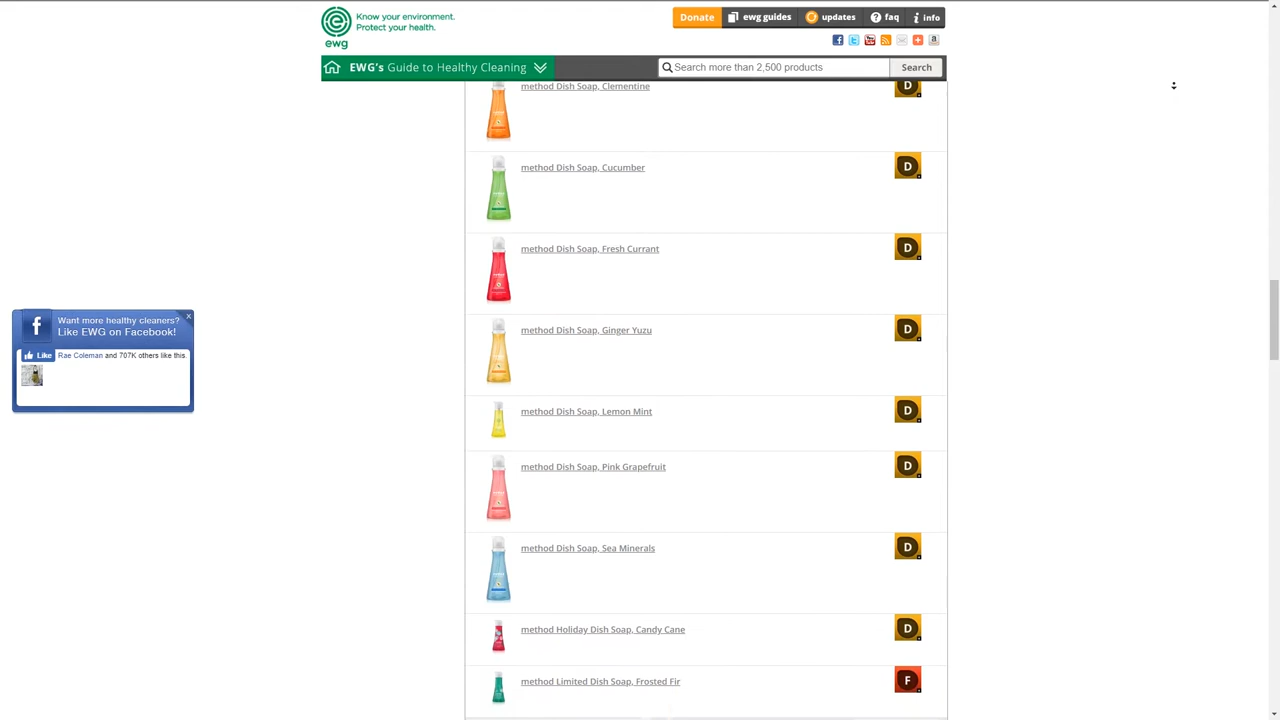 Know your environment.
Protect your health.
ewg
Donate
ewg guides
updates
faq
info
EWG's Guide to Healthy Cleaning
Search more than 2,500 products
Search
method Dish Soap, Clementine
D
method Dish Soap, Cucumber
D
method Dish Soap, Fresh Currant
D
Want more healthy cleaners?
Like EWG on Facebook!
Like
Rae Coleman and 707K others like this.
method Dish Soap, Ginger Yuzu
D
method Dish Soap, Lemon Mint
D
method Dish Soap, Pink Grapefruit
D
method Dish Soap, Sea Minerals
D
method Holiday Dish Soap, Candy Cane
D
method Limited Dish Soap, Frosted Fir
F